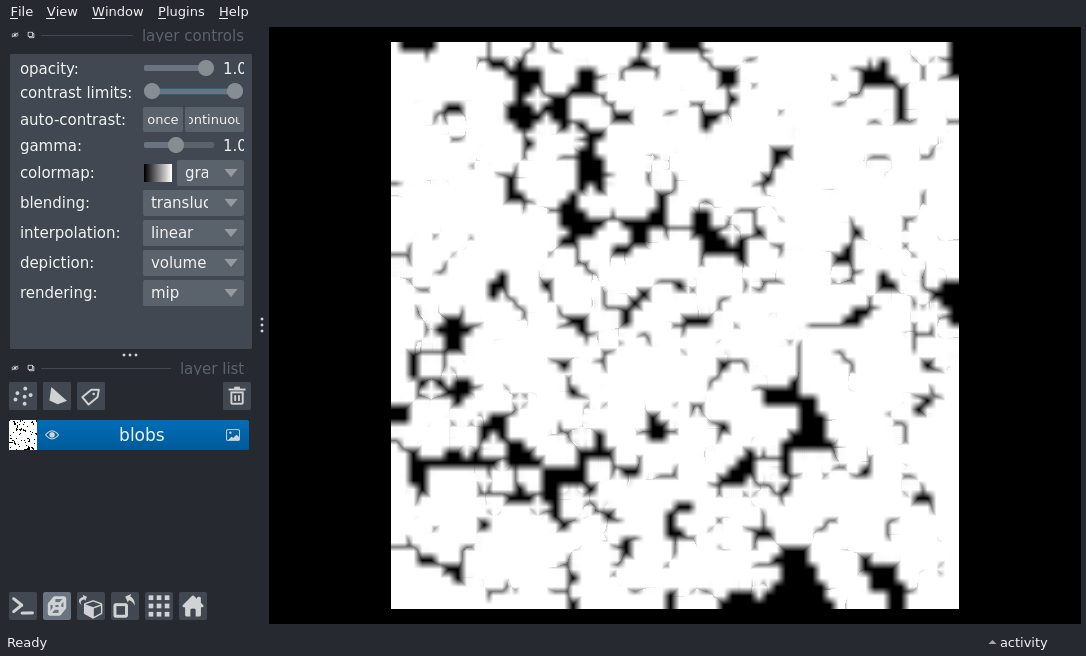 File View Window Plugins Help
layer controls
opacity: 1.0
contrast limits:
auto-contrast: once ontinuou
gamma: 1.0
colormap: gra
blending: transluc
interpolation: linear
depiction: volume
rendering: mip
layer list
blobs
Ready activity